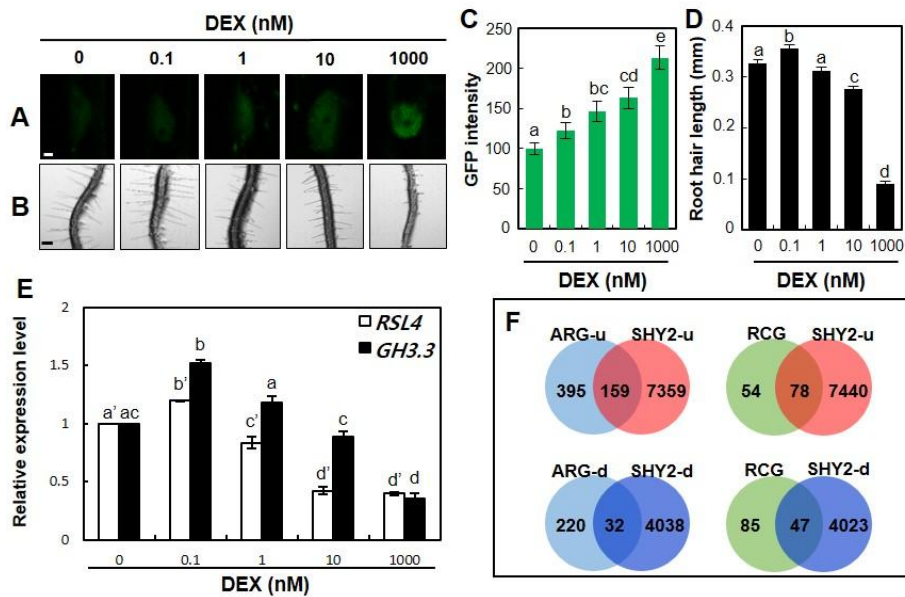 DEX (nM)
0 0.1 1 10 1000
A
B
C
GFP intensity
250
200
150
100
50
0
a b bc cd e
0 0.1 1 10 1000
DEX (nM)
D
Root hair length (mm)
0.4
0.3
0.2
0.1
0
a b a c d
0 0.1 1 10 1000
DEX (nM)
E
Relative expression level
2
1.5
1
0.5
0
RSL4
GH3.3
a' ac b' b c' a d' c d' d
0 0.1 1 10 1000
DEX (nM)
F
ARG-u SHY2-u
395 159 7359
RCG SHY2-u
54 78 7440
ARG-d SHY2-d
220 32 4038
RCG SHY2-d
85 47 4023